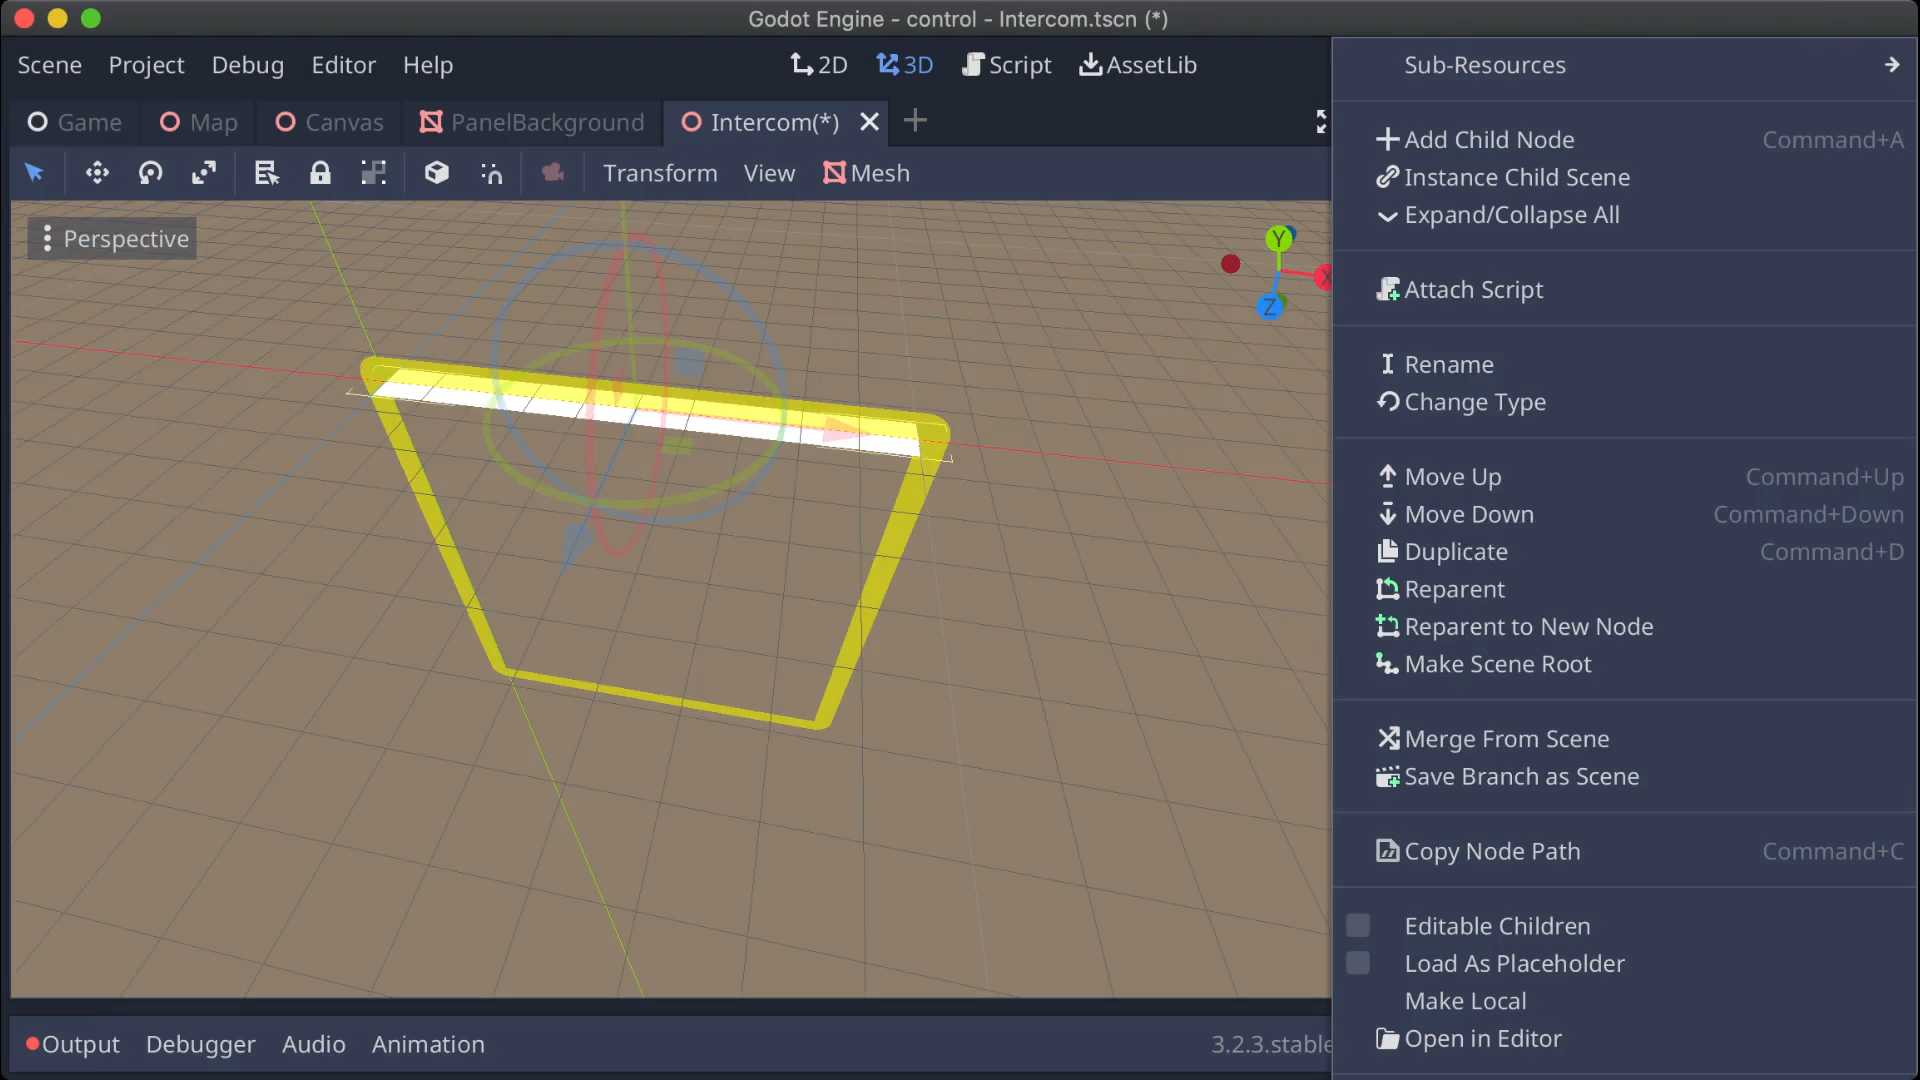 Godot Engine - control - Intercom.tscn (*)
Scene Project Debug Editor Help 2D 3D Script AssetLib
Game Map Canvas PanelBackground Intercom(*)
Transform View Mesh
Perspective
Y
X
Z
Sub-Resources
Add Child Node Command+A
Instance Child Scene
Expand/Collapse All
Attach Script
Rename
Change Type
Move Up Command+Up
Move Down Command+Down
Duplicate Command+D
Reparent
Reparent to New Node
Make Scene Root
Merge From Scene
Save Branch as Scene
Copy Node Path Command+C
Editable Children
Load As Placeholder
Make Local
Open in Editor
Output Debugger Audio Animation 3.2.3.stable